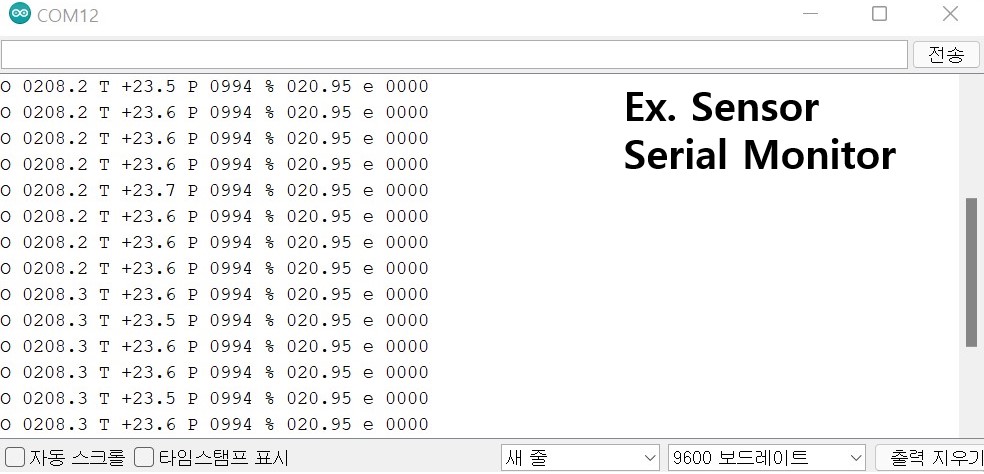 COM12
전송
O 0208.2 T +23.5 P 0994 % 020.95 e 0000
O 0208.2 T +23.6 P 0994 % 020.95 e 0000
O 0208.2 T +23.6 P 0994 % 020.95 e 0000
O 0208.2 T +23.6 P 0994 % 020.95 e 0000
O 0208.2 T +23.7 P 0994 % 020.95 e 0000
O 0208.2 T +23.6 P 0994 % 020.95 e 0000
O 0208.2 T +23.6 P 0994 % 020.95 e 0000
O 0208.2 T +23.6 P 0994 % 020.95 e 0000
O 0208.3 T +23.6 P 0994 % 020.95 e 0000
O 0208.3 T +23.5 P 0994 % 020.95 e 0000
O 0208.3 T +23.6 P 0994 % 020.95 e 0000
O 0208.3 T +23.6 P 0994 % 020.95 e 0000
O 0208.3 T +23.5 P 0994 % 020.95 e 0000
O 0208.3 T +23.6 P 0994 % 020.95 e 0000
Ex. Sensor
Serial Monitor
자동 스크롤 타임스탬프 표시 새 줄 9600 보드레이트 출력 지우기